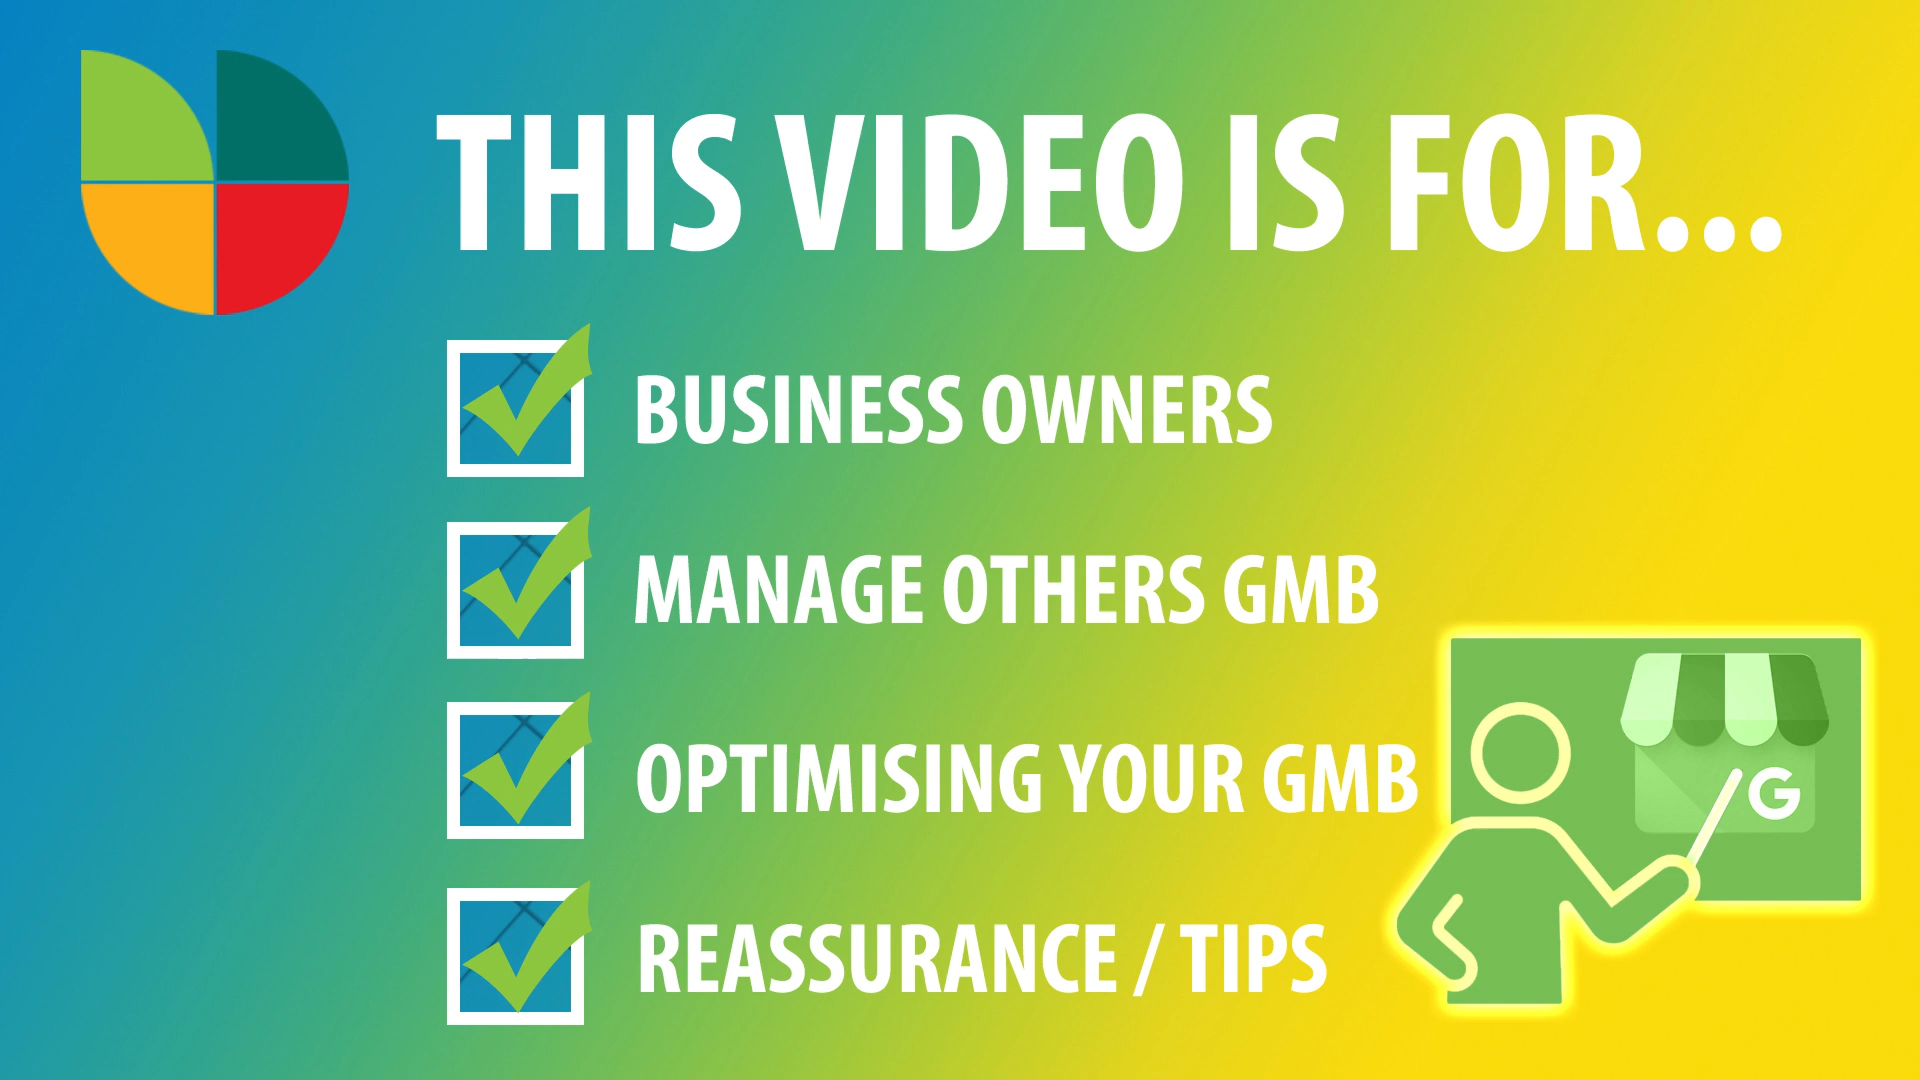 THIS VIDEO IS FOR...
BUSINESS OWNERS
MANAGE OTHERS GMB
OPTIMISING YOUR GMB
REASSURANCE / TIPS
G